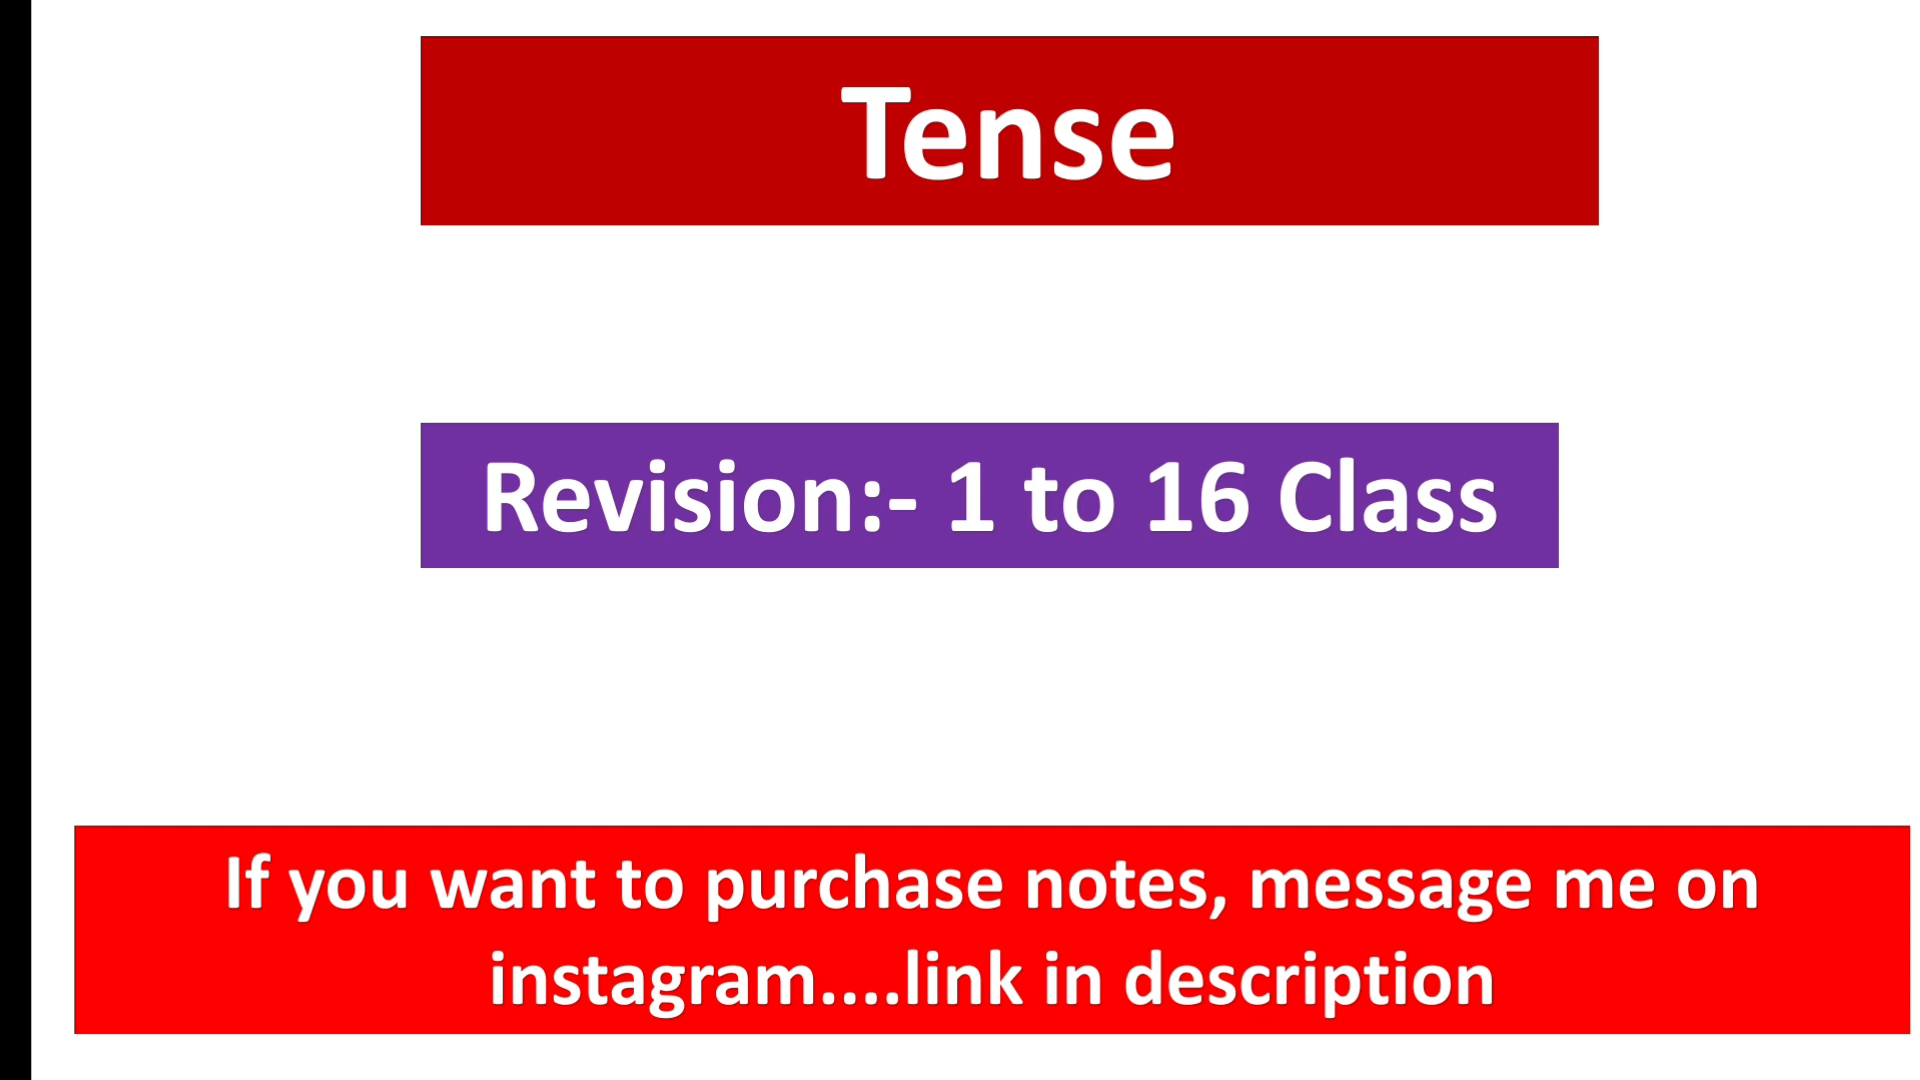 Tense
Revision:- 1 to 16 Class
If you want to purchase notes, message me on
instagram....link in description